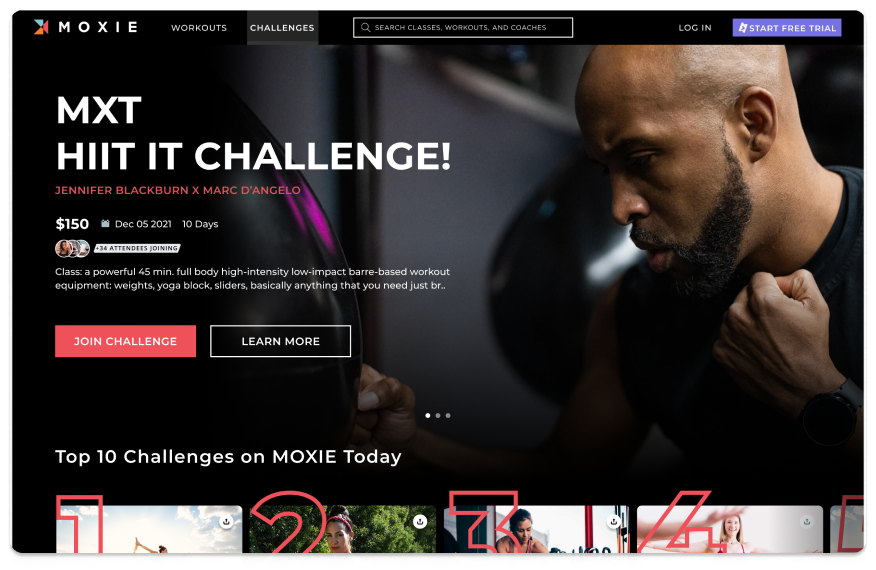 MOXIE
WORKOUTS
CHALLENGES
SEARCH CLASSES, WORKOUTS, AND COACHES
LOG IN
START FREE TRIAL
MXT
HIIT IT CHALLENGE!
JENNIFER BLACKBURN X MARC D'ANGELO
$150 Dec 05 2021 10 Days
+34 ATTENDEES JOINING
Class: a powerful 45 min. full body high-intensity low-impact barre-based workout
equipment: weights, yoga block, sliders, basically anything that you need just br..
JOIN CHALLENGE
LEARN MORE
Top 10 Challenges on MOXIE Today
1 2 3 4 5